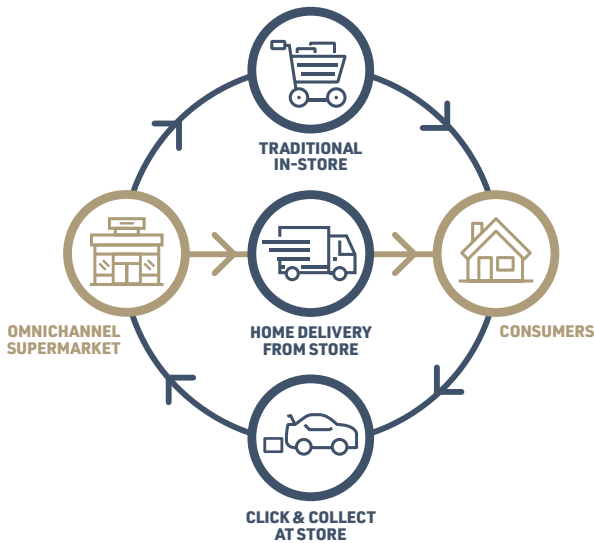 TRADITIONAL
IN-STORE
OMNICHANNEL
SUPERMARKET
HOME DELIVERY
FROM STORE
CONSUMERS
CLICK & COLLECT
AT STORE